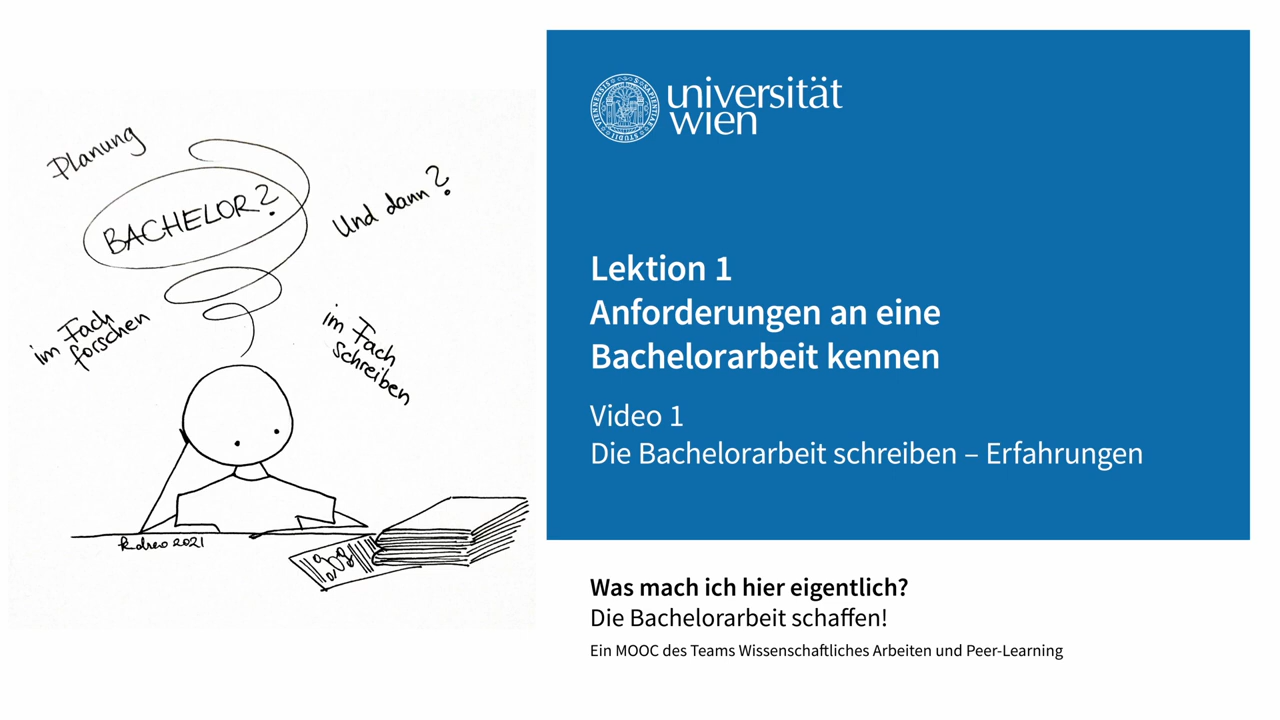 Planung
BACHELOR?
Und dann?
im Fach
forschen
im Fach
schreiben
k drew 2021
universität
wien
Lektion 1
Anforderungen an eine
Bachelorarbeit kennen
Video 1
Die Bachelorarbeit schreiben – Erfahrungen
Was mach ich hier eigentlich?
Die Bachelorarbeit schaffen!
Ein MOOC des Teams Wissenschaftliches Arbeiten und Peer-Learning